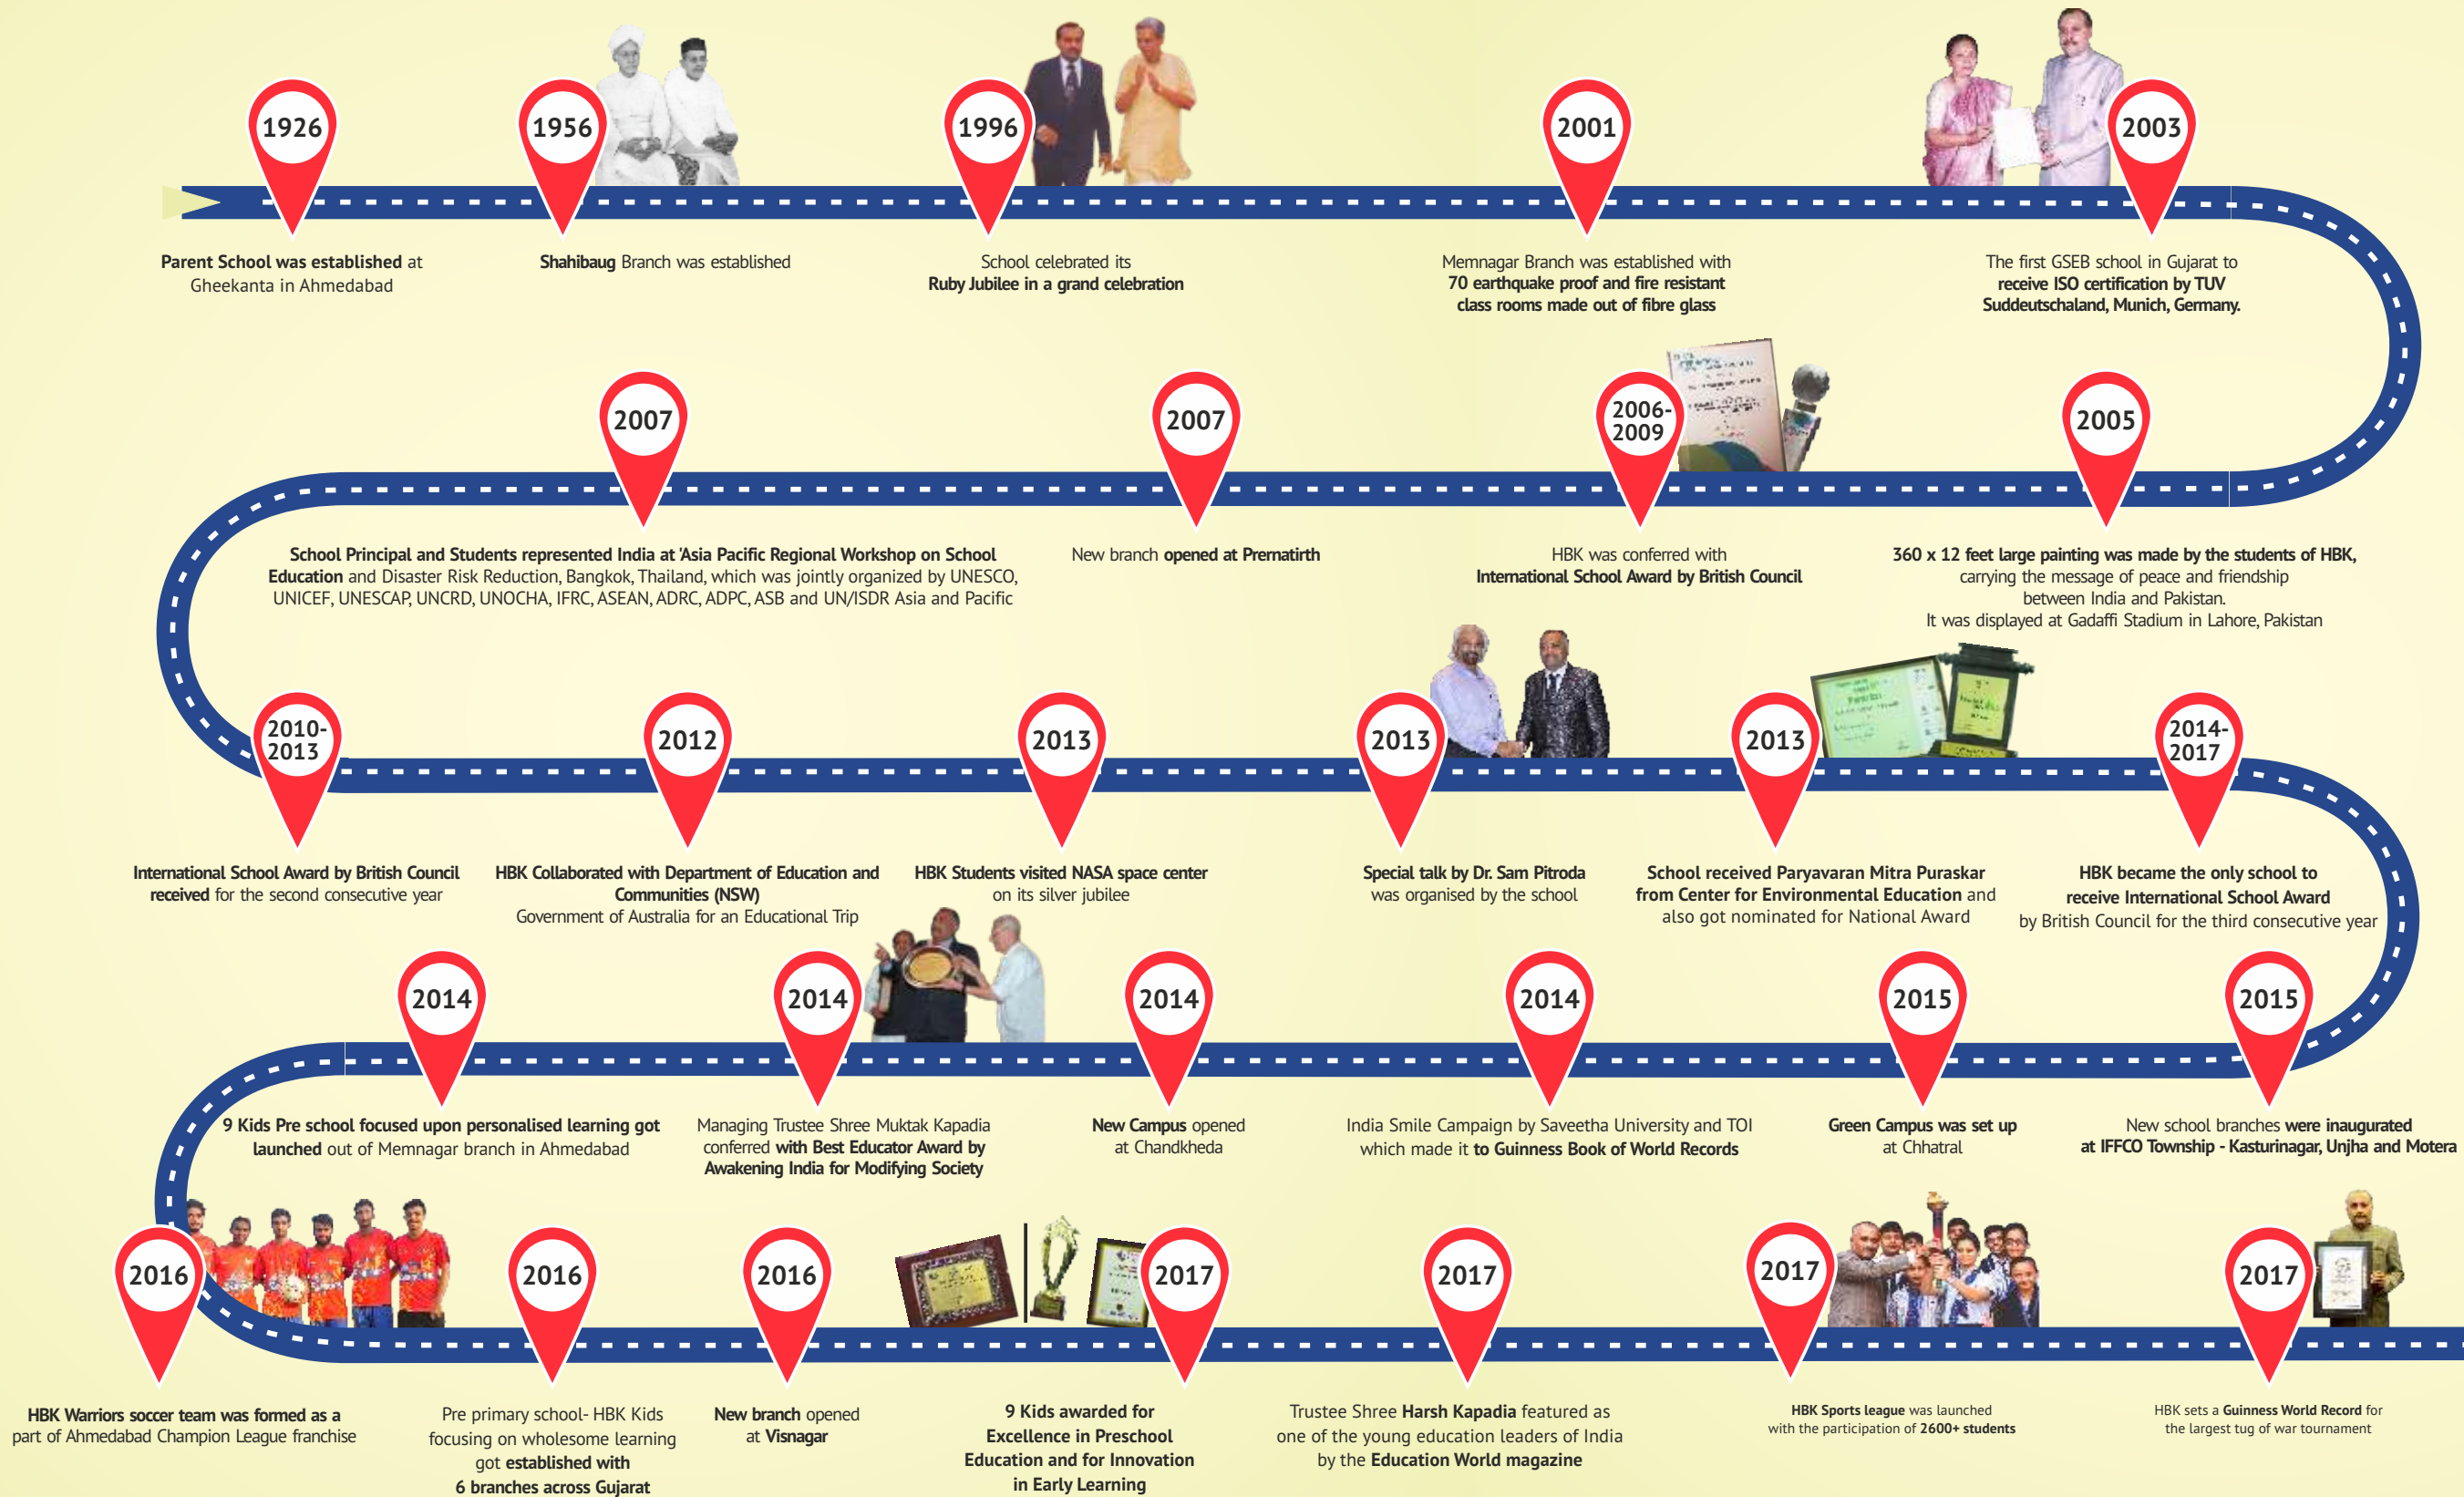 1926
Parent School was established at
Gheekanta in Ahmedabad
1956
Shahibaug Branch was established
1996
School celebrated its
Ruby Jubilee in a grand celebration
2001
Memnagar Branch was established with
70 earthquake proof and fire resistant
class rooms made out of fibre glass
2003
The first GSEB school in Gujarat to
receive ISO certification by TUV
Suddeutschaland, Munich, Germany.
2007
School Principal and Students represented India at 'Asia Pacific Regional Workshop on School
Education and Disaster Risk Reduction, Bangkok, Thailand, which was jointly organized by UNESCO,
UNICEF, UNESCAP, UNCRD, UNOCHA, IFRC, ASEAN, ADRC, ADPC, ASB and UN/ISDR Asia and Pacific
2007
New branch opened at Prernatirth
2006-
2009
HBK was conferred with
International School Award by British Council
2005
360 x 12 feet large painting was made by the students of HBK,
carrying the message of peace and friendship
between India and Pakistan.
It was displayed at Gadaffi Stadium in Lahore, Pakistan
2010-
2013
International School Award by British Council
received for the second consecutive year
2012
HBK Collaborated with Department of Education and
Communities (NSW)
Government of Australia for an Educational Trip
2013
HBK Students visited NASA space center
on its silver jubilee
2013
Special talk by Dr. Sam Pitroda
was organised by the school
2013
School received Paryavaran Mitra Puraskar
from Center for Environmental Education and
also got nominated for National Award
2014-
2017
HBK became the only school to
receive International School Award
by British Council for the third consecutive year
2014
9 Kids Pre school focused upon personalised learning got
launched out of Memnagar branch in Ahmedabad
2014
Managing Trustee Shree Muktak Kapadia
conferred with Best Educator Award by
Awakening India for Modifying Society
2014
New Campus opened
at Chandkheda
2014
India Smile Campaign by Saveetha University and TOI
which made it to Guinness Book of World Records
2015
Green Campus was set up
at Chhatral
2015
New school branches were inaugurated
at IFFCO Township - Kasturinagar, Unjha and Motera
2016
HBK Warriors soccer team was formed as a
part of Ahmedabad Champion League franchise
2016
Pre primary school- HBK Kids
focusing on wholesome learning
got established with
6 branches across Gujarat
2016
New branch opened
at Visnagar
2017
9 Kids awarded for
Excellence in Preschool
Education and for Innovation
in Early Learning
2017
Trustee Shree Harsh Kapadia featured as
one of the young education leaders of India
by the Education World magazine
2017
HBK Sports league was launched
with the participation of 2600+ students
2017
HBK sets a Guinness World Record for
the largest tug of war tournament